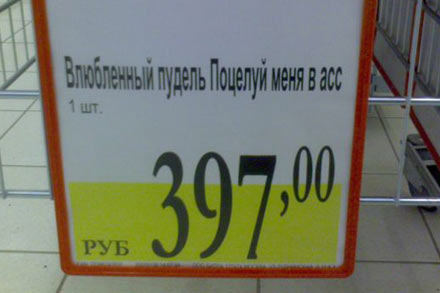 Влюбленный пудель Поцелуй меня в асс
1 шт.
397,00
РУБ